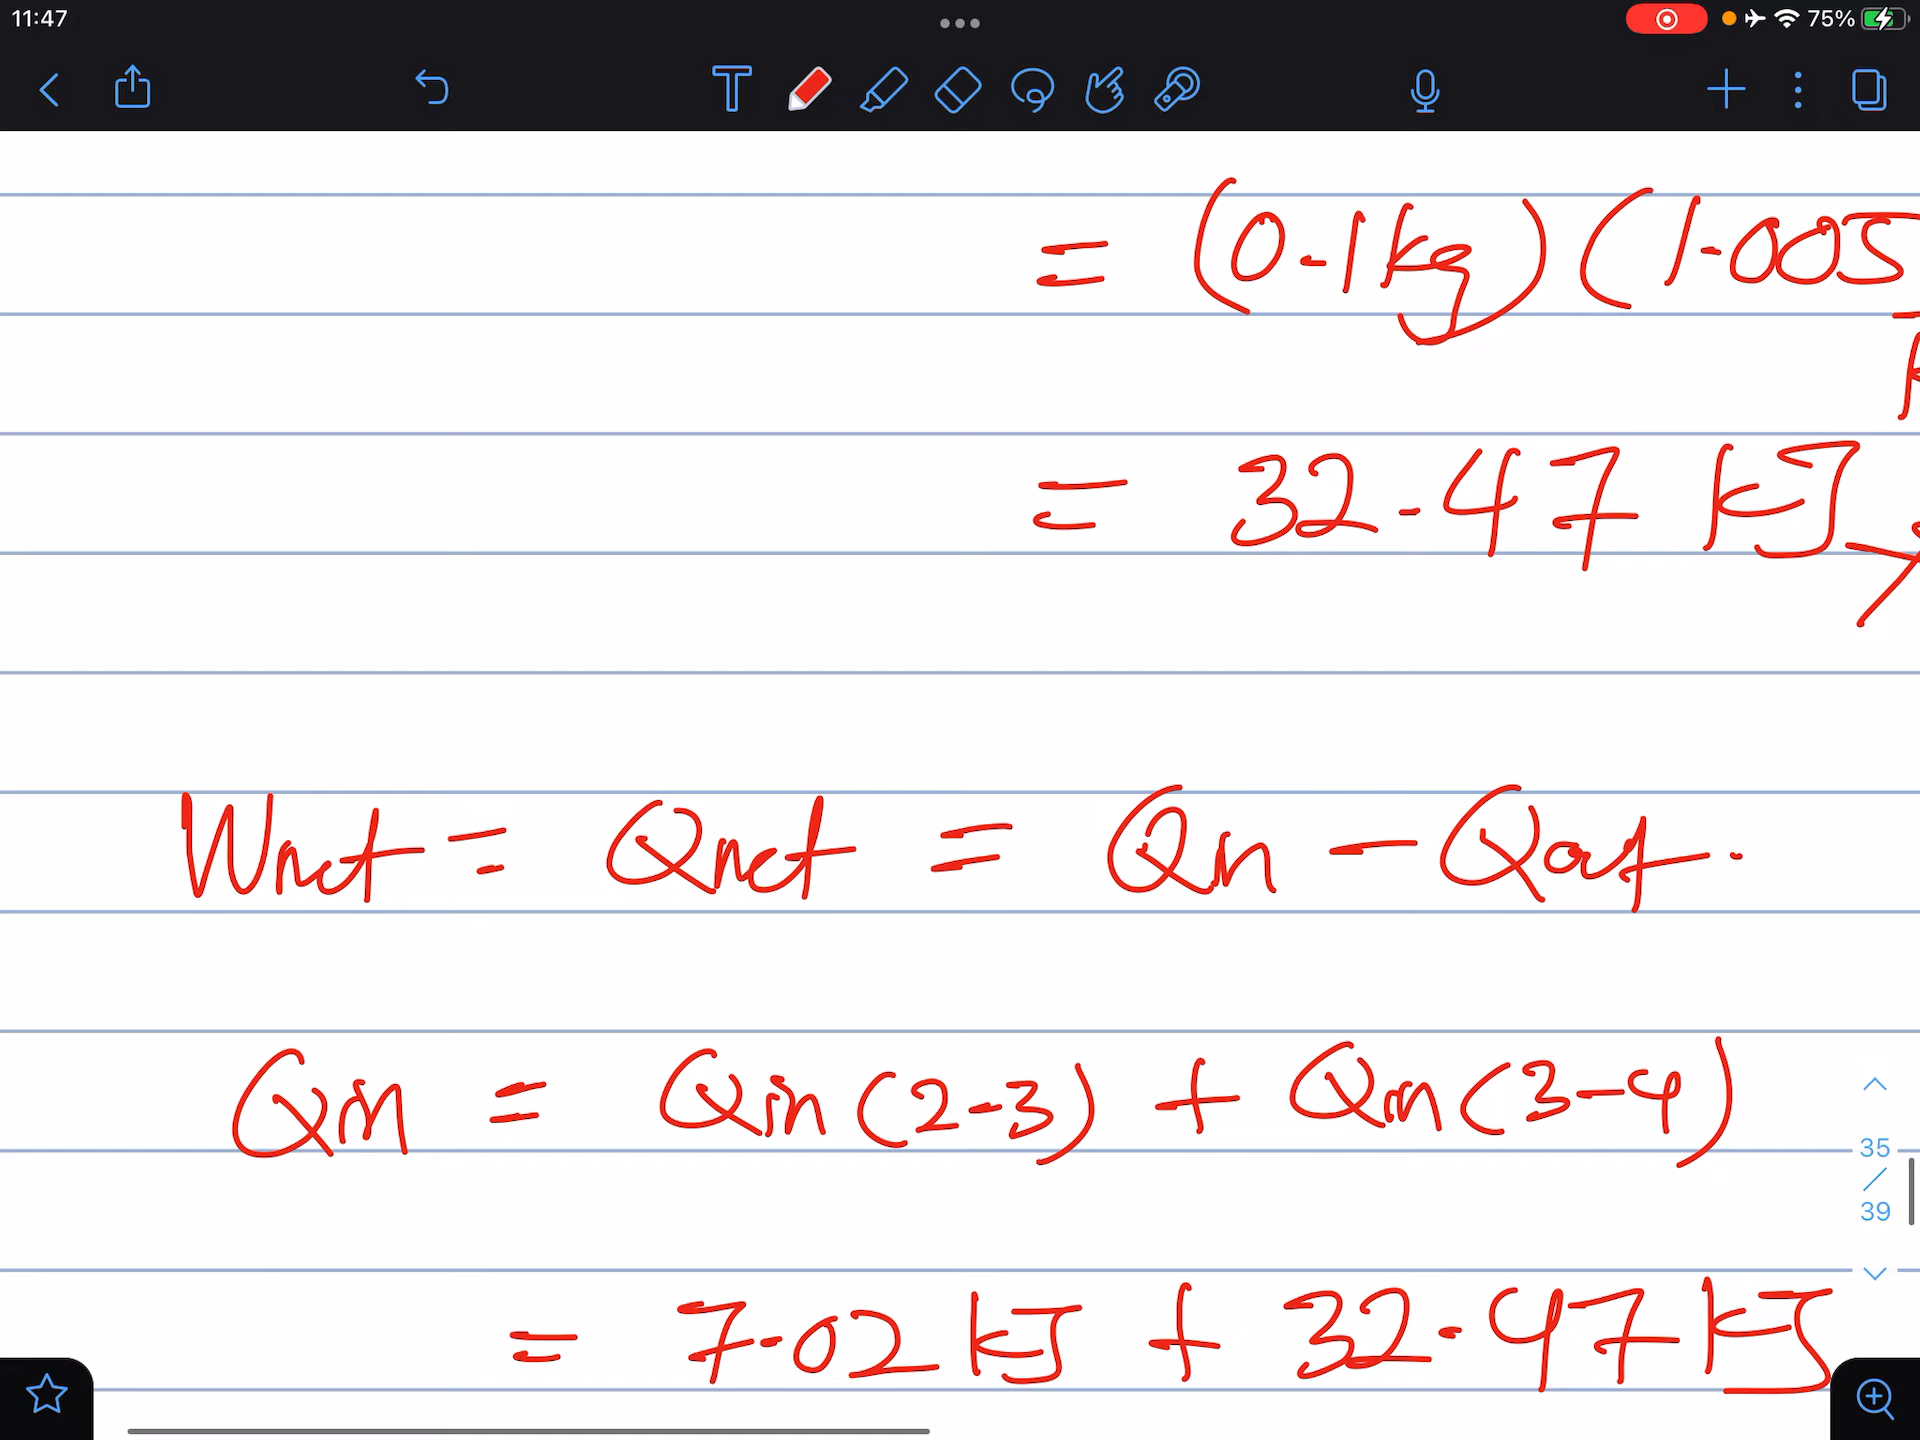 11:47
75%
= (0.1kg) (1.005
= 32.47 kJ
Wnet = Qnet = Qin - Qout.
Qin = Qin (2-3) + Qin (3-4)
35
/
39
= 7.02 kJ + 32.47 kJ